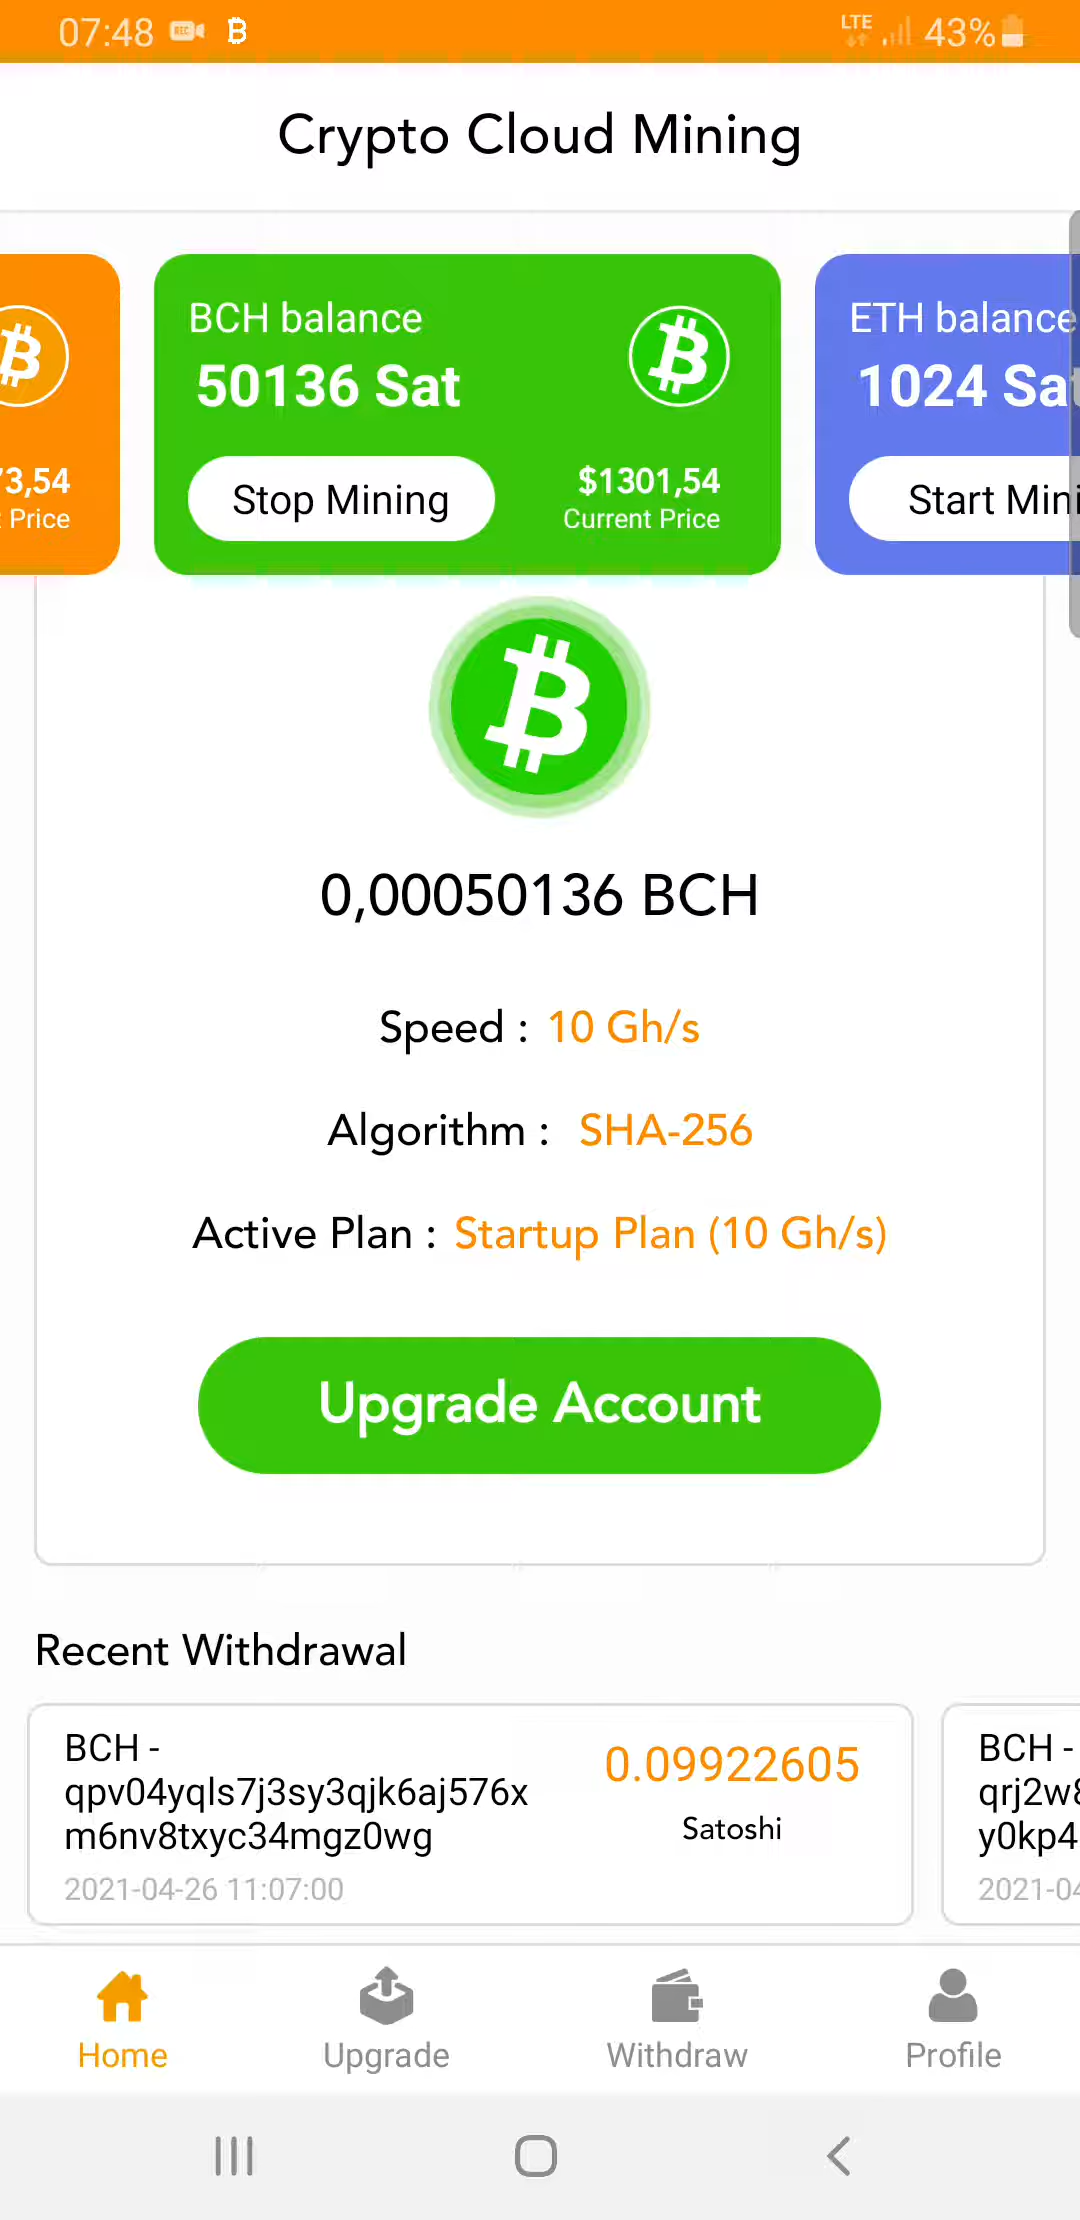 07:48
LTE
43%
Crypto Cloud Mining
BCH balance
50136 Sat
Stop Mining
$1301,54
Current Price
3,54
Price
ETH balance
1024 Sat
Start Mini
0,00050136 BCH
Speed : 10 Gh/s
Algorithm : SHA-256
Active Plan : Startup Plan (10 Gh/s)
Upgrade Account
Recent Withdrawal
BCH -
qpv04yqls7j3sy3qjk6aj576x
m6nv8txyc34mgz0wg
2021-04-26 11:07:00
0.09922605
Satoshi
BCH -
qrj2w8
y0kp4
2021-04
Home
Upgrade
Withdraw
Profile